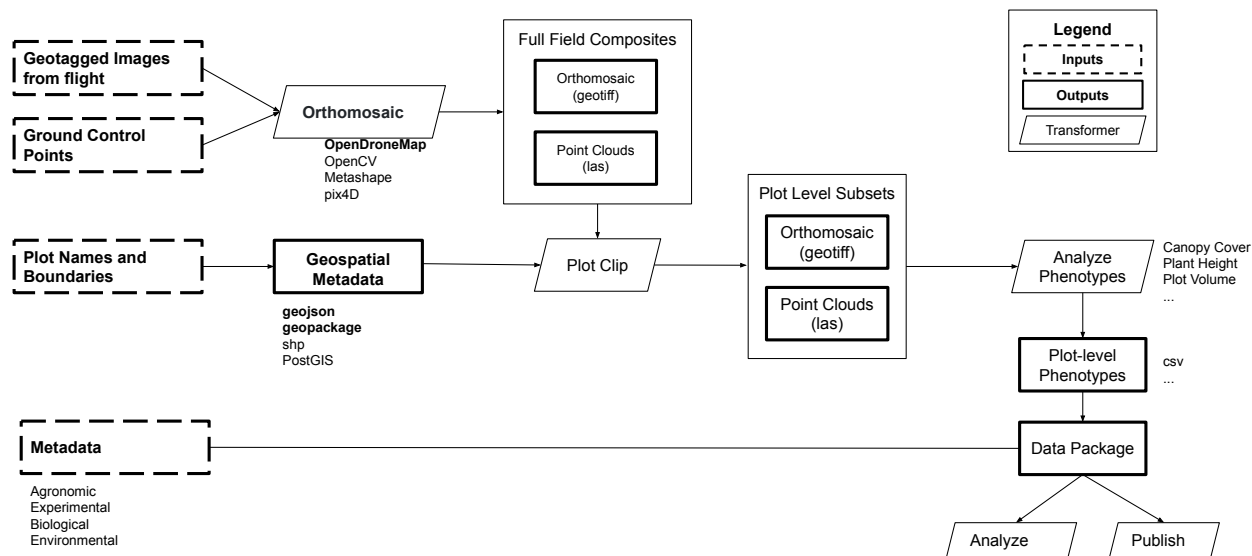 Geotagged Images
from flight
Ground Control
Points
Orthomosaic
OpenDroneMap
OpenCV
Metashape
pix4D
Full Field Composites
Orthomosaic
(geotiff)
Point Clouds
(las)
Legend
Inputs
Outputs
Transformer
Plot Names and
Boundaries
Geospatial
Metadata
geojson
geopackage
shp
PostGIS
Plot Clip
Plot Level Subsets
Orthomosaic
(geotiff)
Point Clouds
(las)
Analyze
Phenotypes
Canopy Cover
Plant Height
Plot Volume
...
Plot-level
Phenotypes
csv
...
Metadata
Agronomic
Experimental
Biological
Environmental
Data Package
Analyze
Publish